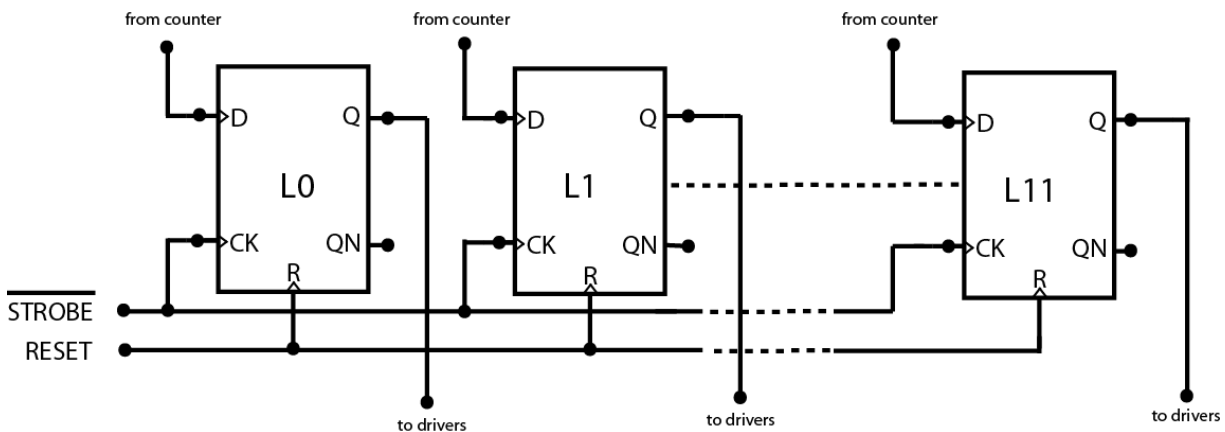 from counter
from counter
from counter
D
Q
L0
CK
QN
R
D
Q
L1
CK
QN
R
D
Q
L11
CK
QN
R
STROBE
RESET
to drivers
to drivers
to drivers